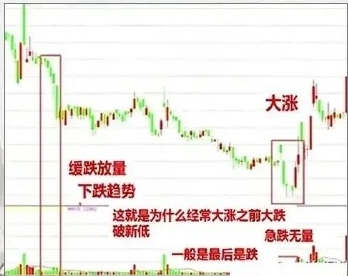 大涨
缓跌放量
下跌趋势
这就是为什么经常大涨之前大跌
破新低
急跌无量
一般是最后是跌